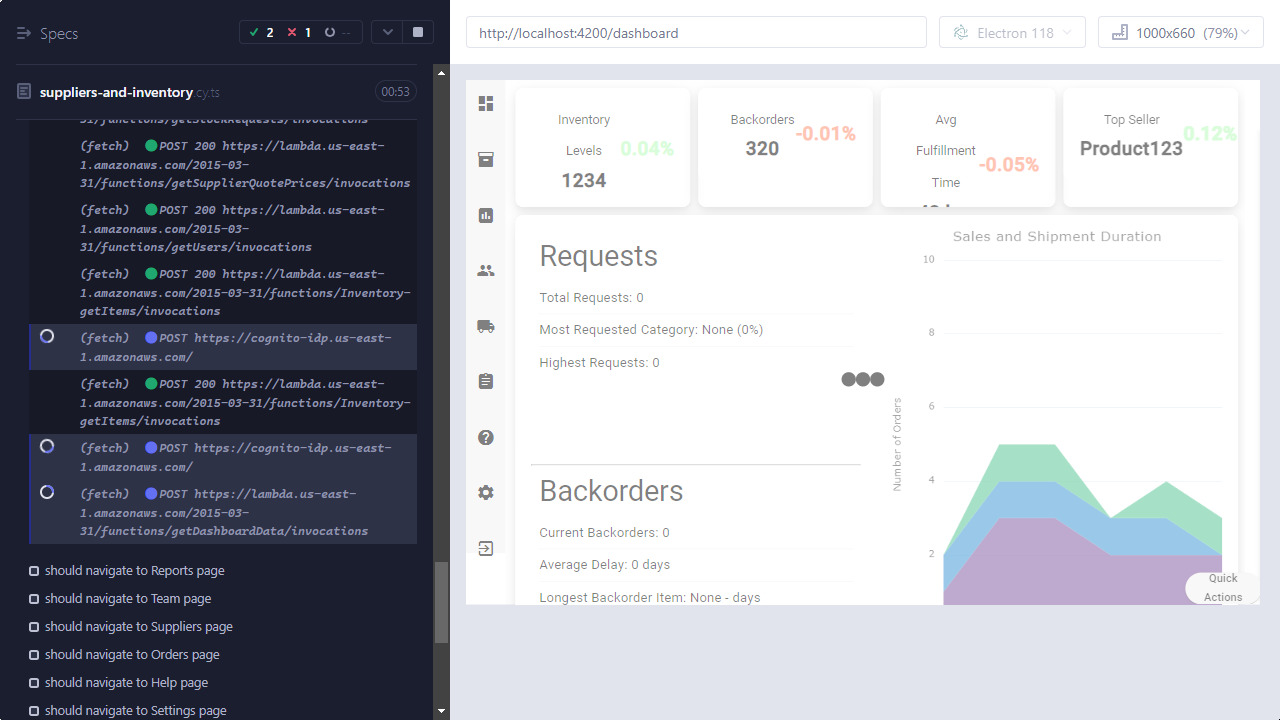 Specs
2
1
--
suppliers-and-inventory.cy.ts
00:53
31/functions/getStockRequests/invocations
(fetch) POST 200 https://lambda.us-east-
1.amazonaws.com/2015-03-
31/functions/getSupplierQuotePrices/invocations
(fetch) POST 200 https://lambda.us-east-
1.amazonaws.com/2015-03-
31/functions/getUsers/invocations
(fetch) POST 200 https://lambda.us-east-
1.amazonaws.com/2015-03-31/functions/Inventory-
getItems/invocations
(fetch) POST https://cognito-idp.us-east-
1.amazonaws.com/
(fetch) POST 200 https://lambda.us-east-
1.amazonaws.com/2015-03-31/functions/Inventory-
getItems/invocations
(fetch) POST https://cognito-idp.us-east-
1.amazonaws.com/
(fetch) POST https://lambda.us-east-
1.amazonaws.com/2015-03-
31/functions/getDashboardData/invocations
should navigate to Reports page
should navigate to Team page
should navigate to Suppliers page
should navigate to Orders page
should navigate to Help page
should navigate to Settings page
http://localhost:4200/dashboard
Electron 118
1000x660 (79%)
Inventory
Levels
0.04%
1234
Backorders
-0.01%
320
Avg
Fulfillment
-0.05%
Time
Top Seller
0.12%
Product123
Requests
Total Requests: 0
Most Requested Category: None (0%)
Highest Requests: 0
Backorders
Current Backorders: 0
Average Delay: 0 days
Longest Backorder Item: None - days
Sales and Shipment Duration
10
8
6
4
2
Number of Orders
Quick
Actions